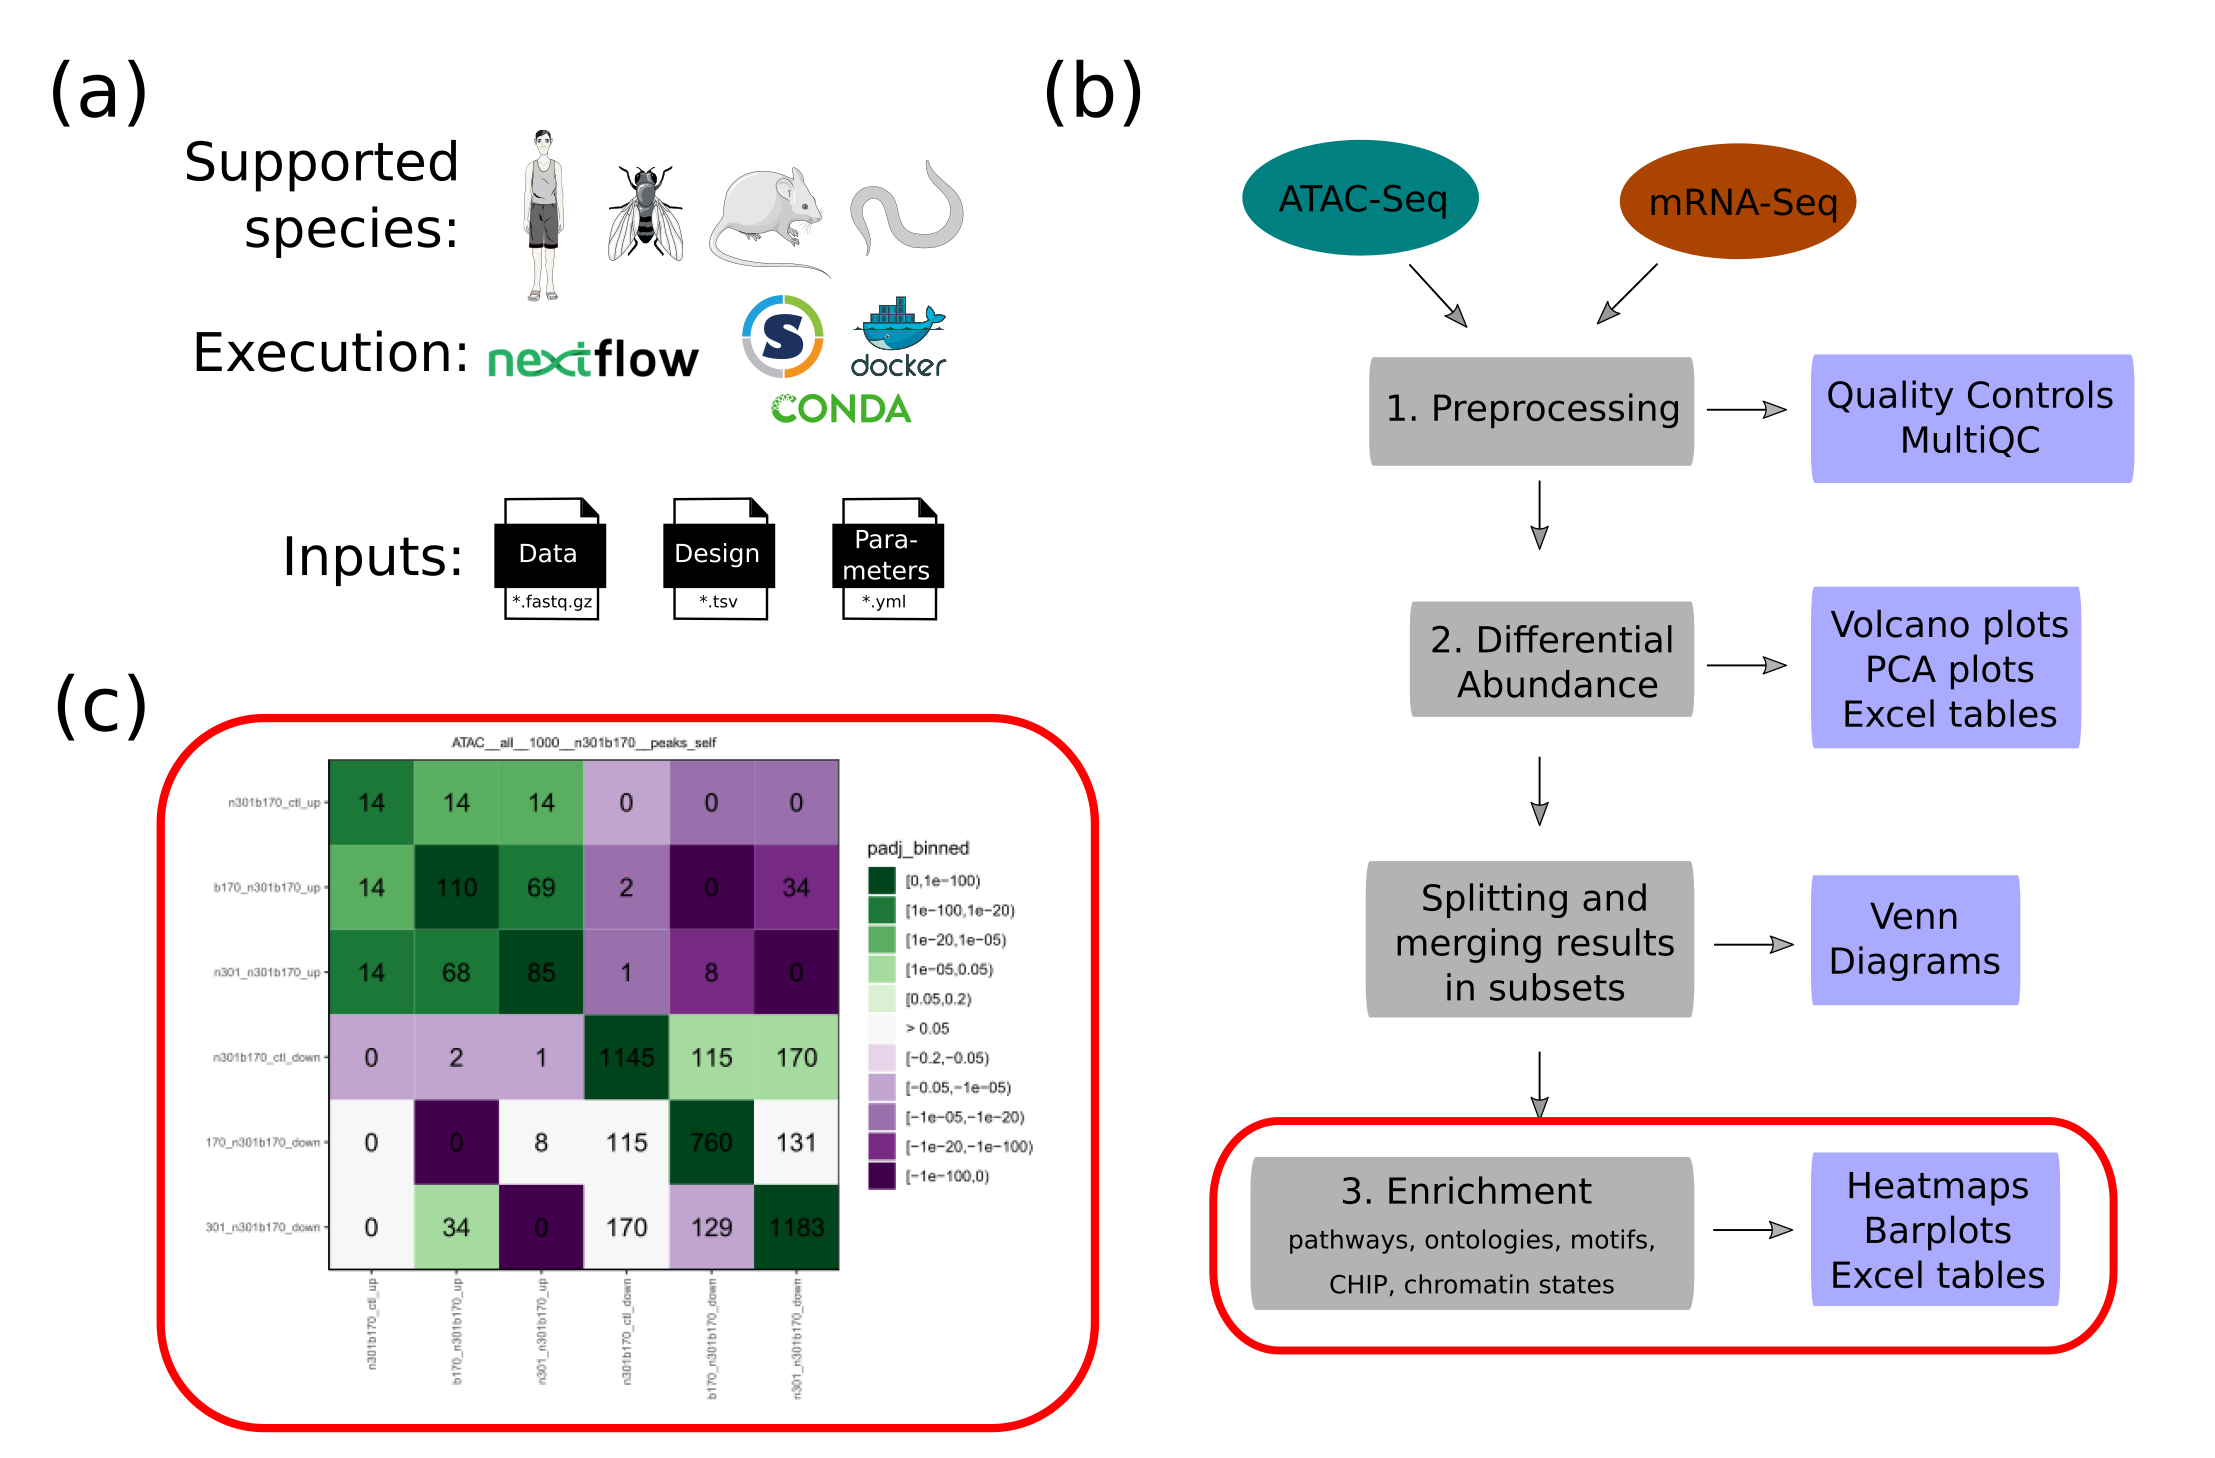 (a)
Supported
species:
Execution:
nextflow
S
docker
CONDA
Inputs:
Data
*.fastq.gz
Design
*.tsv
Para-
meters
*.yml
(b)
ATAC-Seq
mRNA-Seq
1. Preprocessing
Quality Controls
MultiQC
2. Differential
Abundance
Volcano plots
PCA plots
Excel tables
Splitting and
merging results
in subsets
Venn
Diagrams
3. Enrichment
pathways, ontologies, motifs,
CHIP, chromatin states
Heatmaps
Barplots
Excel tables
(c)
ATAC__all__1000__n301b170__peaks_self
n301b170_ctl_up 14 14 14 0 0 0
b170_n301b170_up 14 110 69 2 0 34
n301_n301b170_up 14 68 85 1 8 0
n301b170_ctl_down 0 2 1 1145 115 170
170_n301b170_down 0 0 8 115 760 131
301_n301b170_down 0 34 0 170 129 1183
n301b170_ctl_up
b170_n301b170_up
n301_n301b170_up
n301b170_ctl_down
b170_n301b170_down
n301_n301b170_down
padj_binned
[0,1e−100)
[1e−100,1e−20)
[1e−20,1e−05)
[1e−05,0.05)
[0.05,0.2)
> 0.05
[−0.2,−0.05)
[−0.05,−1e−05)
[−1e−05,−1e−20)
[−1e−20,−1e−100)
[−1e−100,0)